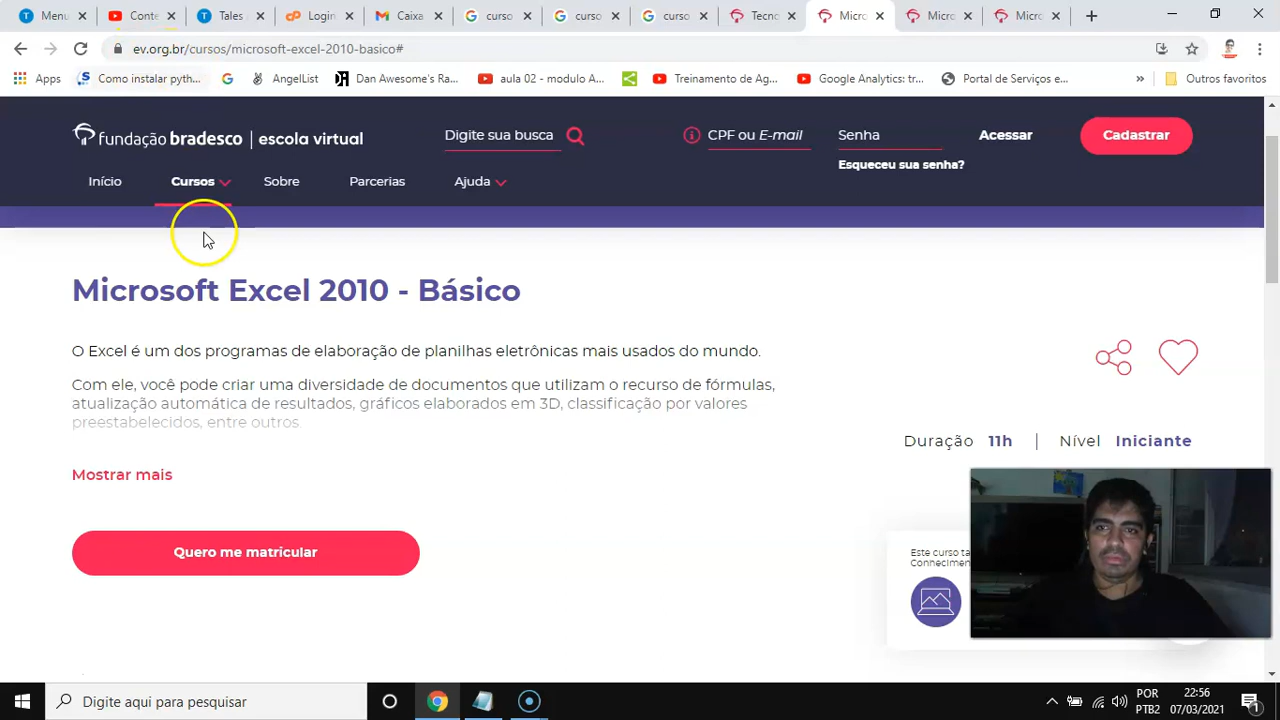 Menu
Conte
Tales
Login
Caixa
curso
curso
curso
Tecno
Micro
Micro
Micro
ev.org.br/cursos/microsoft-excel-2010-basico#
Apps
Como instalar pyth...
AngelList
Dan Awesome's Ra...
aula 02 - modulo A...
Treinamento de Ag...
Google Analytics: tr...
Portal de Serviços e...
»
Outros favoritos
fundação bradesco | escola virtual
Digite sua busca
CPF ou E-mail
Senha
Acessar
Cadastrar
Esqueceu sua senha?
Início
Cursos
Sobre
Parcerias
Ajuda
Microsoft Excel 2010 - Básico
O Excel é um dos programas de elaboração de planilhas eletrônicas mais usados do mundo.
Com ele, você pode criar uma diversidade de documentos que utilizam o recurso de fórmulas,
atualização automática de resultados, gráficos elaborados em 3D, classificação por valores
preestabelecidos, entre outros.
Duração 11h | Nível Iniciante
Mostrar mais
Quero me matricular
Este curso ta
Conhecimen
Digite aqui para pesquisar
POR
PTB2
22:56
07/03/2021
1